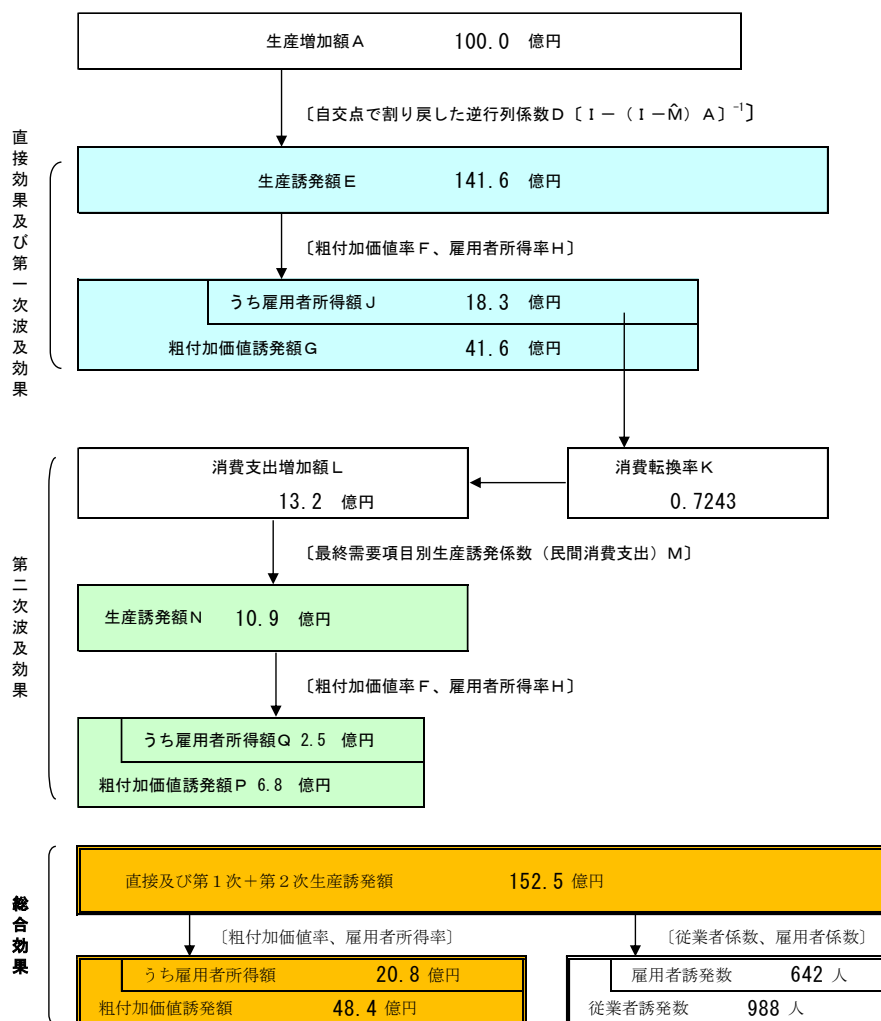 生産増加額A 100.0 億円
〔自交点で割り戻した逆行列係数D〔I－(I－M̂)A〕⁻¹〕
直接効果及び第一次波及効果
生産誘発額E 141.6 億円
〔粗付加価値率F、雇用者所得率H〕
うち雇用者所得額J 18.3 億円
粗付加価値誘発額G 41.6 億円
消費支出増加額L
13.2 億円
消費転換率K
0.7243
〔最終需要項目別生産誘発係数（民間消費支出）M〕
第二次波及効果
生産誘発額N 10.9 億円
〔粗付加価値率F、雇用者所得率H〕
うち雇用者所得額Q 2.5 億円
粗付加価値誘発額P 6.8 億円
総合効果
直接及び第１次＋第２次生産誘発額 152.5 億円
〔粗付加価値率、雇用者所得率〕
〔従業者係数、雇用者係数〕
うち雇用者所得額 20.8 億円
粗付加価値誘発額 48.4 億円
雇用者誘発数 642 人
従業者誘発数 988 人